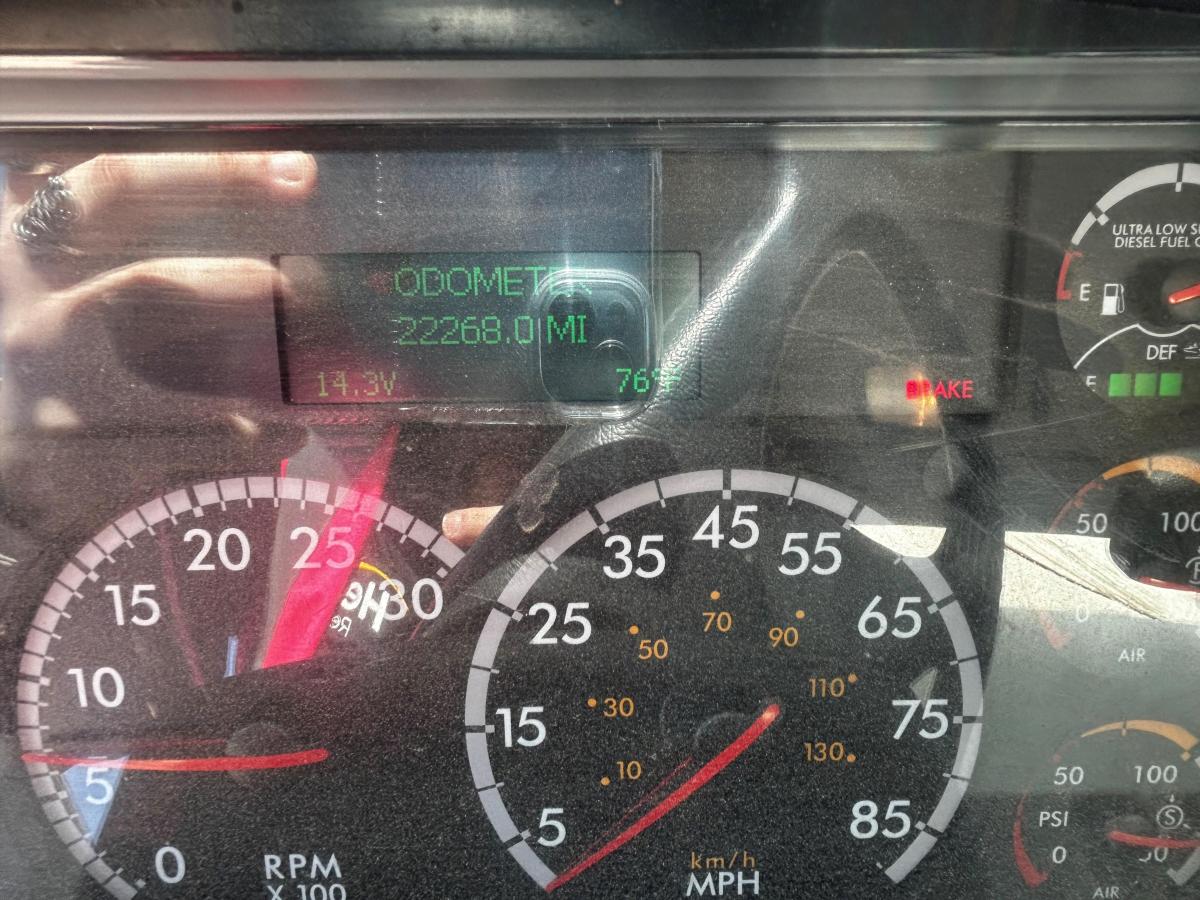 ODOMETER
22268.0 MI
14.3V 76°F
BRAKE
ULTRA LOW
DIESEL FUEL
E
DEF
E
0 5 10 15 20 25 30
RPM
X 100
5 15 25 35 45 55 65 75 85
10 30 50 70 90 110 130
km/h
MPH
50 100
0
AIR
50 100
PSI
0
S
AIR